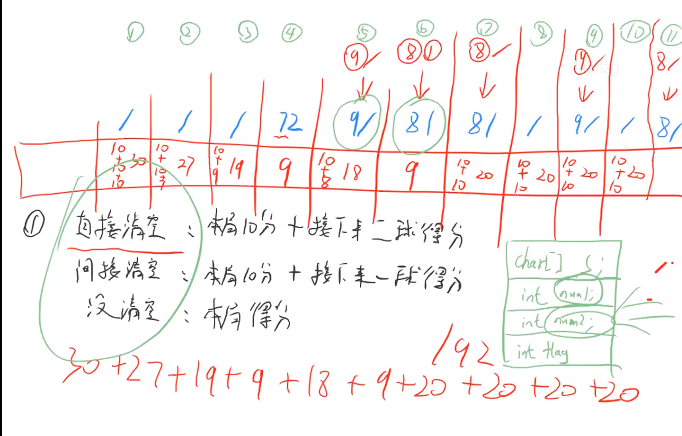 ① ② ③ ④ ⑤ ⑥ ⑦ ⑧ ⑨ ⑩ ⑪
9/ 8① 8/ 9/ 8/
/ / / 72 9/ 81 8/ / 9/ / 8/
10+10+10 30 10+10+7 27 10+9 19 9 10+8 18 9 10+10 20 10+10 20 10+10 20 10+10 20
① 直接清空：本局10分+接下来二球得分
间接清空：本局10分+接下来一球得分
没清空：本局得分
char[] s;
int num1;
int num2;
int flag
192
30+27+19+9+18+9+20+20+20+20